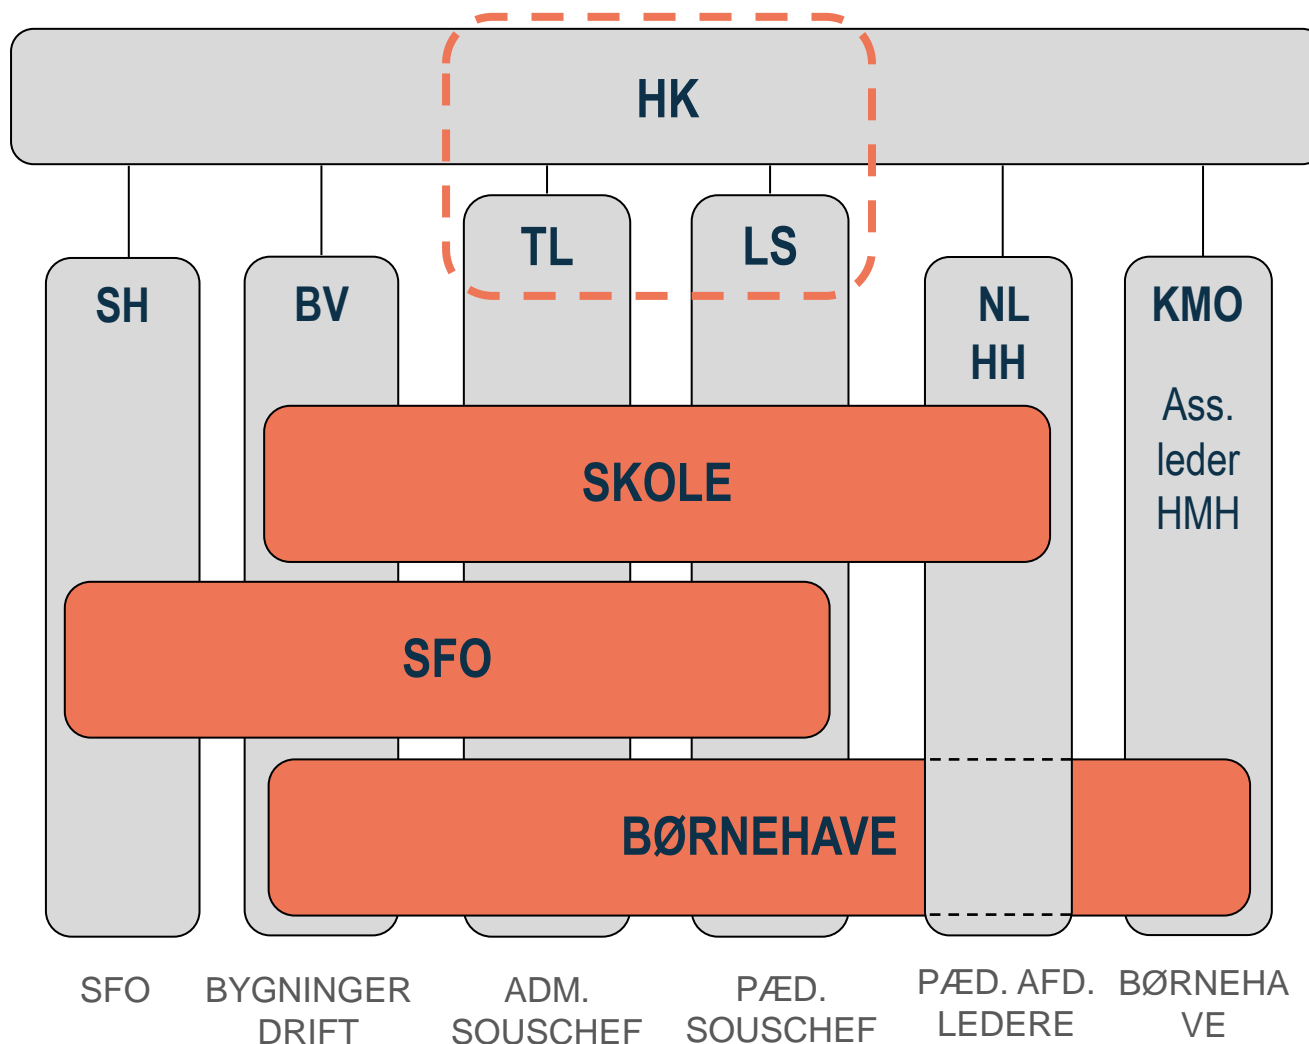 HK
TL
LS
SH
BV
NL
HH
KMO
Ass.
leder
HMH
SKOLE
SFO
BØRNEHAVE
SFO
BYGNINGER
DRIFT
ADM.
SOUSCHEF
PÆD.
SOUSCHEF
PÆD. AFD.
LEDERE
BØRNEHA
VE